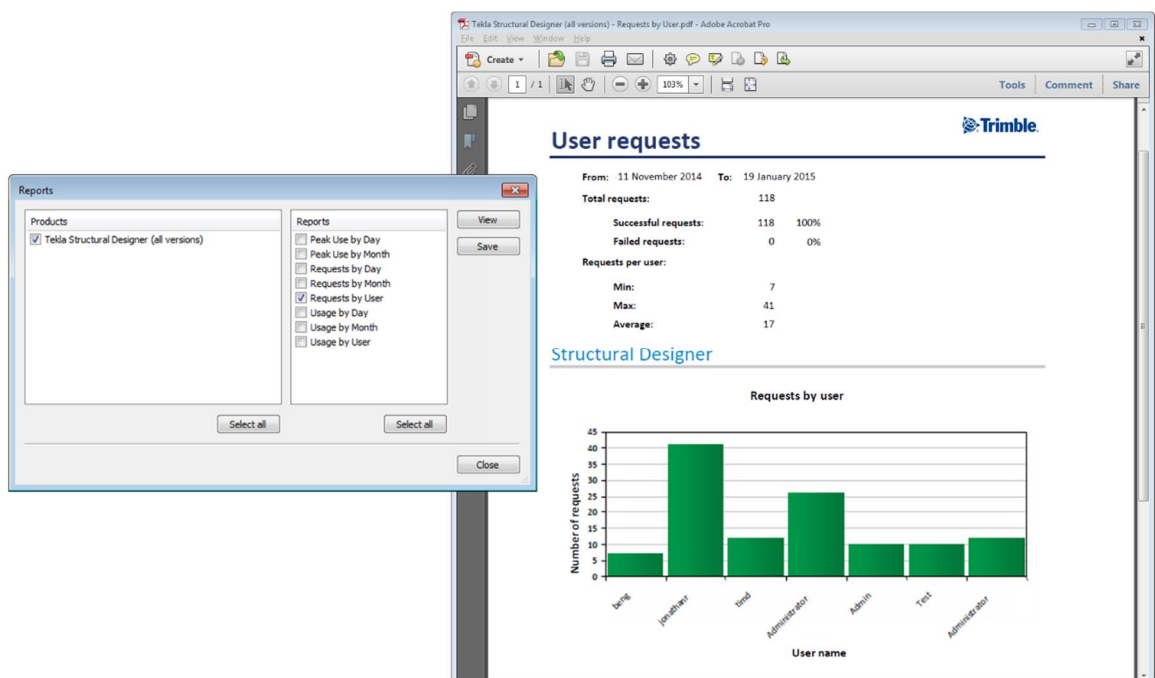 Tekla Structural Designer (all versions) - Requests by User.pdf - Adobe Acrobat Pro
File Edit View Window Help
Create
1 / 1 103% Tools Comment Share
Trimble.
User requests
From: 11 November 2014 To: 19 January 2015
Total requests: 118
Successful requests: 118 100%
Failed requests: 0 0%
Requests per user:
Min: 7
Max: 41
Average: 17
Structural Designer
Requests by user
Number of requests
45
40
35
30
25
20
15
10
5
0
beng
jonathanr
timd
Administrator
Admin
Test
Administrator
User name
Reports
Products
Tekla Structural Designer (all versions)
Select all
Reports
Peak Use by Day
Peak Use by Month
Requests by Day
Requests by Month
Requests by User
Usage by Day
Usage by Month
Usage by User
Select all
View
Save
Close